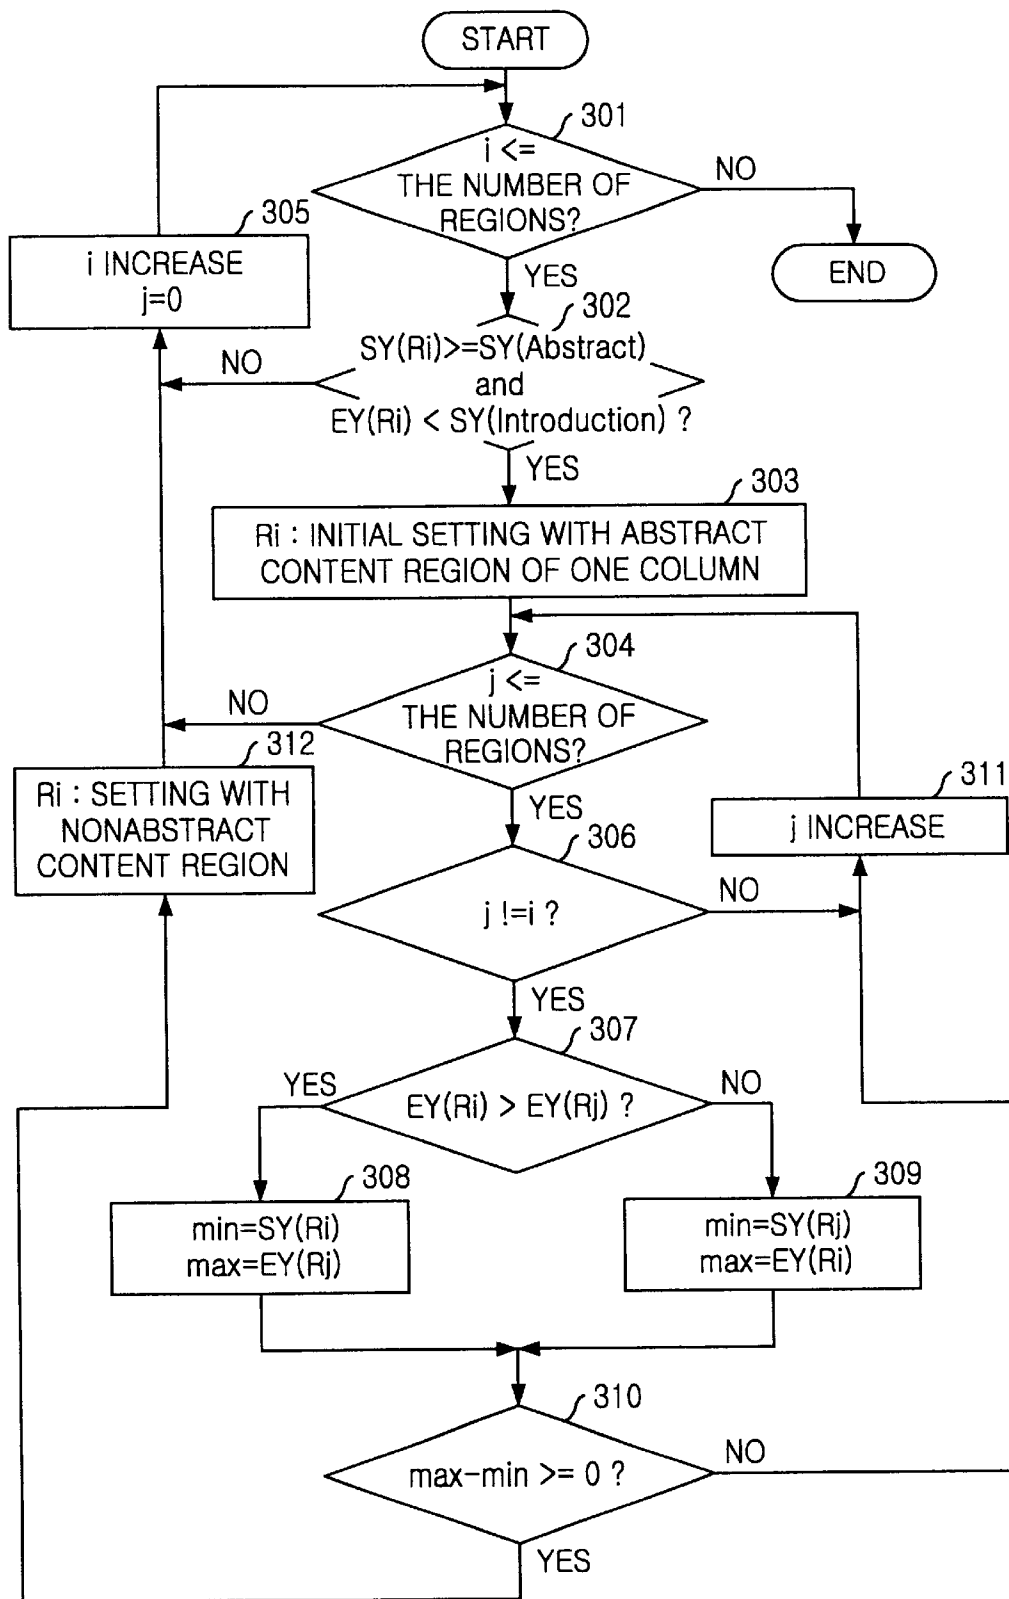 START
301
i <=
THE NUMBER OF
REGIONS?
NO
305
i INCREASE
j=0
END
YES
302
SY(Ri)>=SY(Abstract)
and
EY(Ri) < SY(Introduction) ?
NO
YES
303
Ri : INITIAL SETTING WITH ABSTRACT
CONTENT REGION OF ONE COLUMN
304
j <=
THE NUMBER OF
REGIONS?
NO
312
Ri : SETTING WITH
NONABSTRACT
CONTENT REGION
YES
311
j INCREASE
306
j !=i ?
NO
YES
307
EY(Ri) > EY(Rj) ?
YES
NO
308
min=SY(Ri)
max=EY(Rj)
309
min=SY(Rj)
max=EY(Ri)
310
max-min >= 0 ?
NO
YES